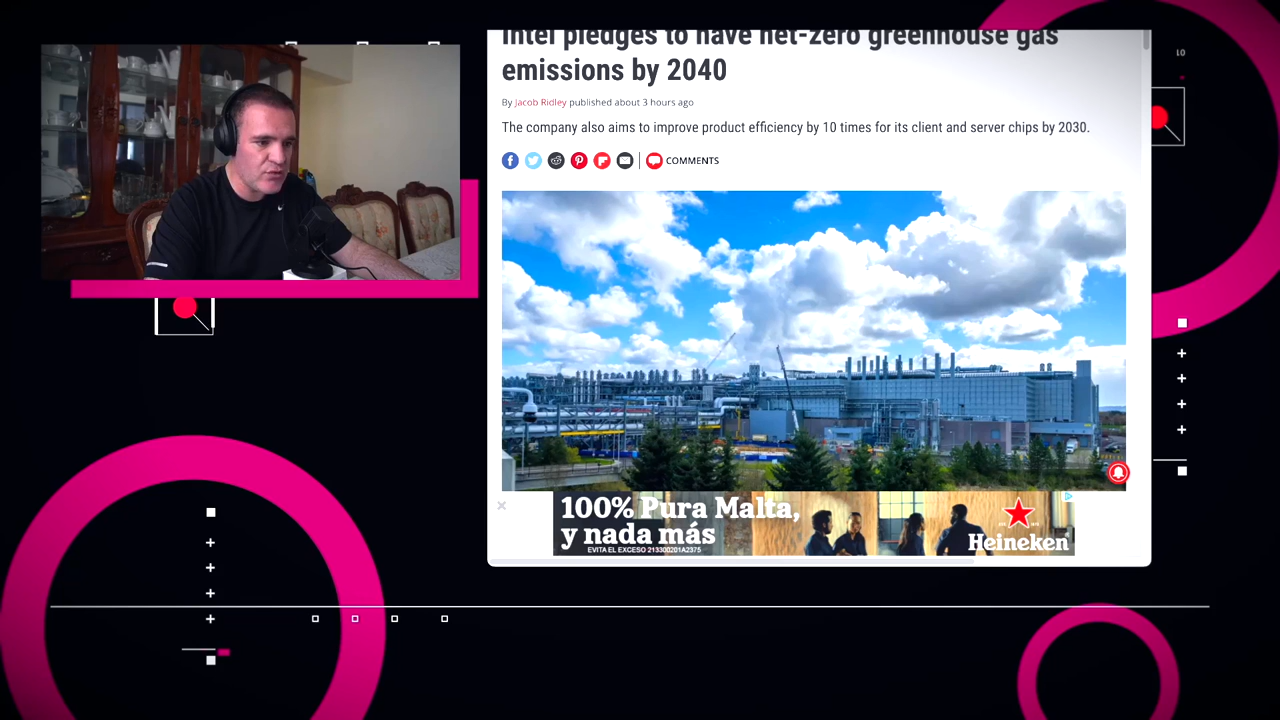 Intel pledges to have net-zero greenhouse gas
emissions by 2040
By Jacob Ridley published about 3 hours ago
The company also aims to improve product efficiency by 10 times for its client and server chips by 2030.
COMMENTS
100% Pura Malta,
y nada más
EVITA EL EXCESO 213300201A2375
Heineken